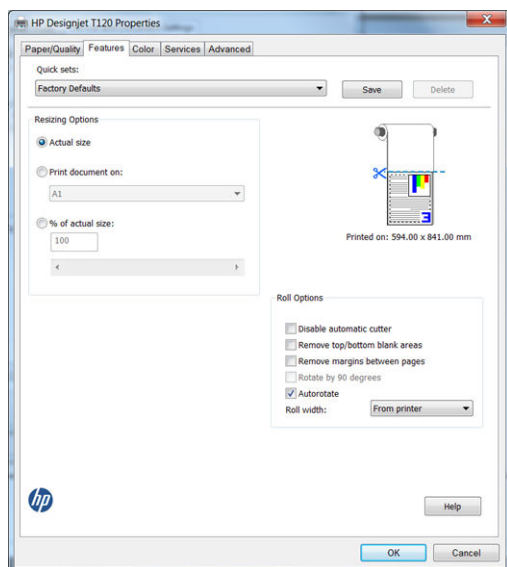 HP Designjet T120 Properties
Paper/Quality Features Color Services Advanced
Quick sets:
Factory Defaults
Save
Delete
Resizing Options
Actual size
Print document on:
A1
% of actual size:
100
Printed on: 594.00 x 841.00 mm
Roll Options
Disable automatic cutter
Remove top/bottom blank areas
Remove margins between pages
Rotate by 90 degrees
Autorotate
Roll width: From printer
hp
Help
OK
Cancel